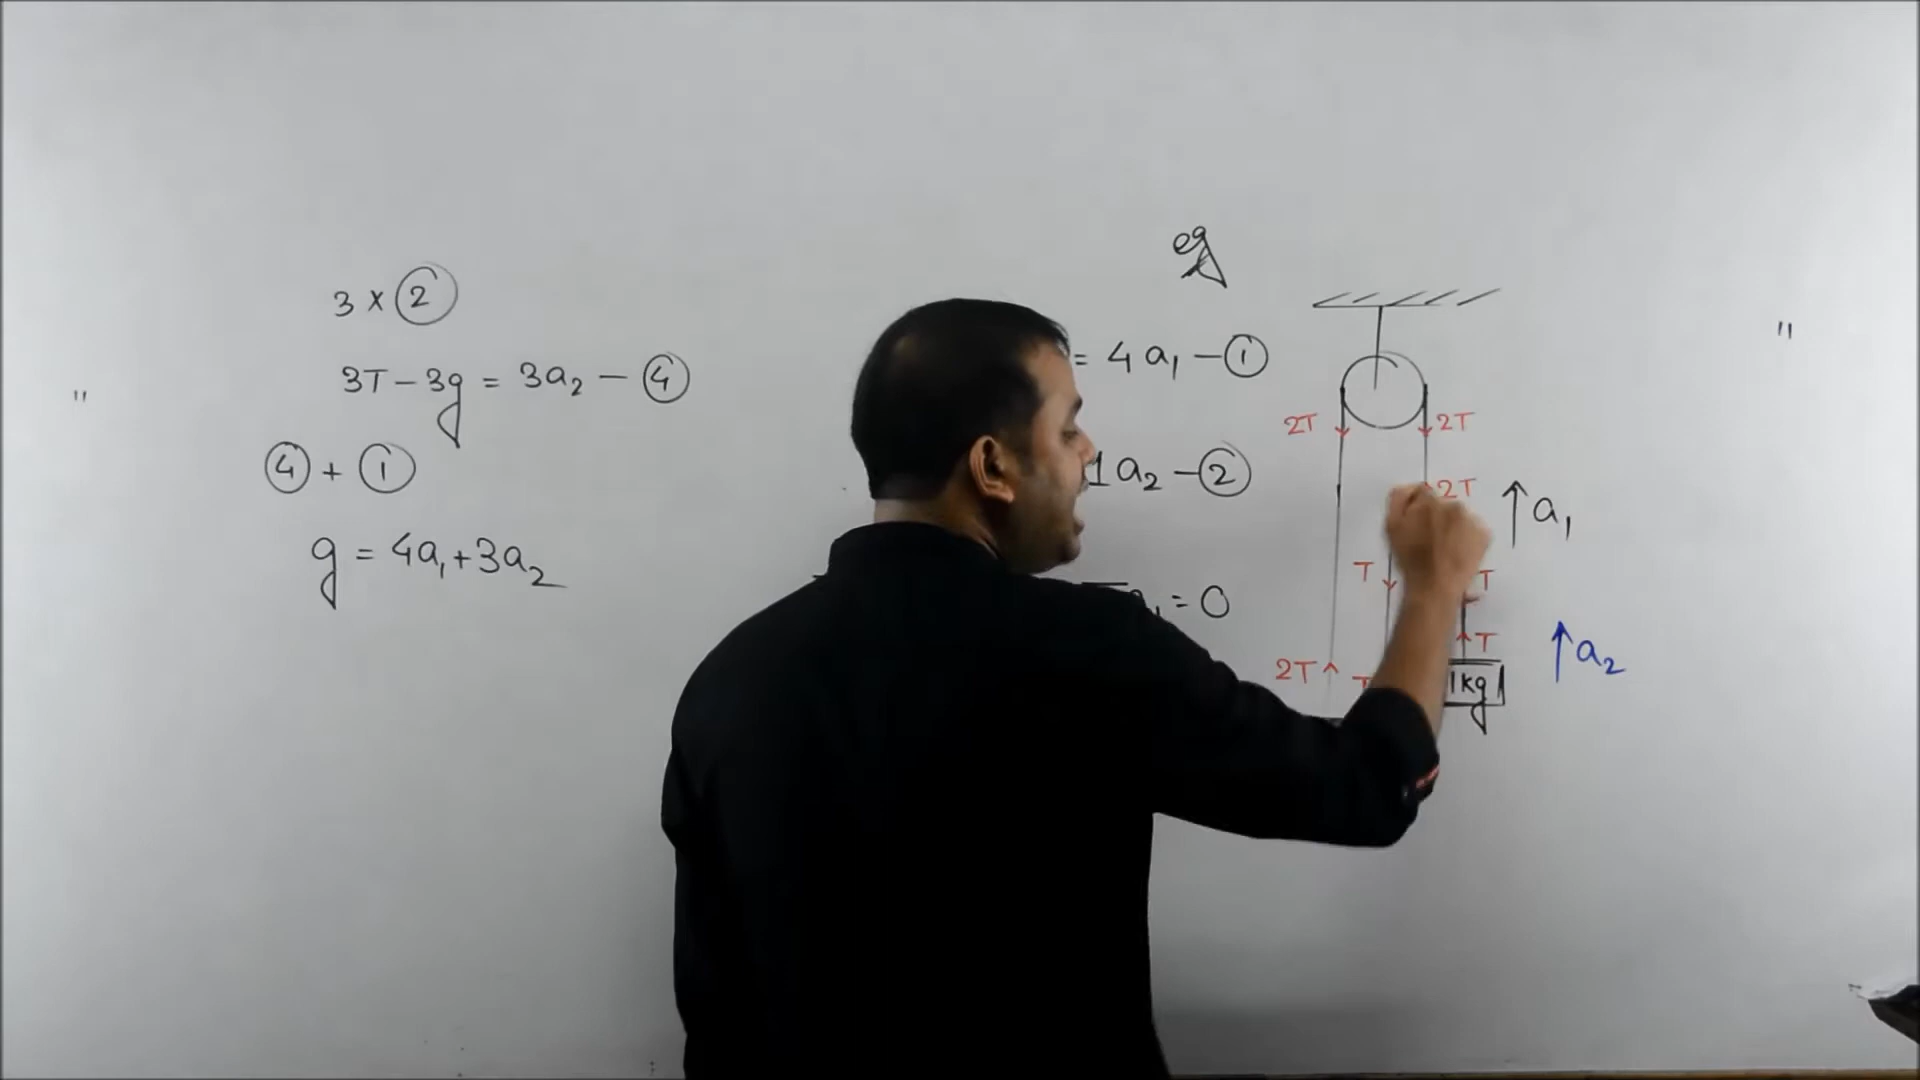 3 × ②
3T – 3g = 3a₂ – ④
④ + ①
g = 4a₁ + 3a₂
eg
= 4a₁ – ①
1a₂ – ②
a₁ = 0
2T
2T
2T
a₁
T
T
T
a₂
2T
T
1kg
"
"